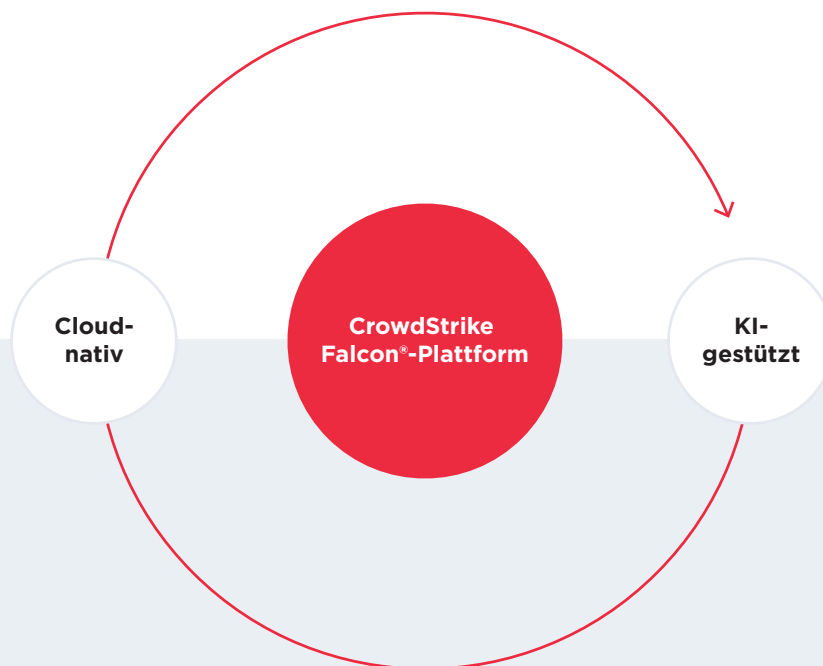 Cloud-
nativ
CrowdStrike
Falcon®-Plattform
KI-
gestützt